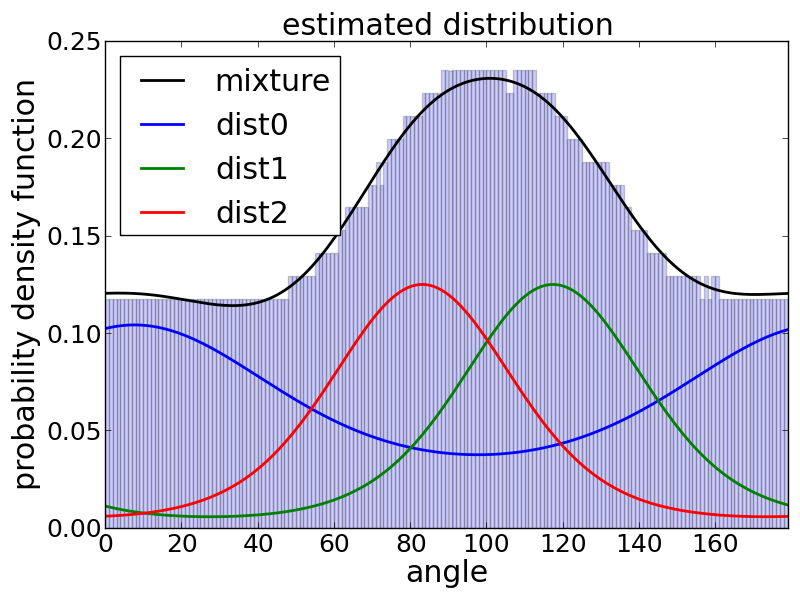 estimated distribution
0.25
0.20
0.15
0.10
0.05
0.00
probability density function
mixture
dist0
dist1
dist2
0 20 40 60 80 100 120 140 160
angle